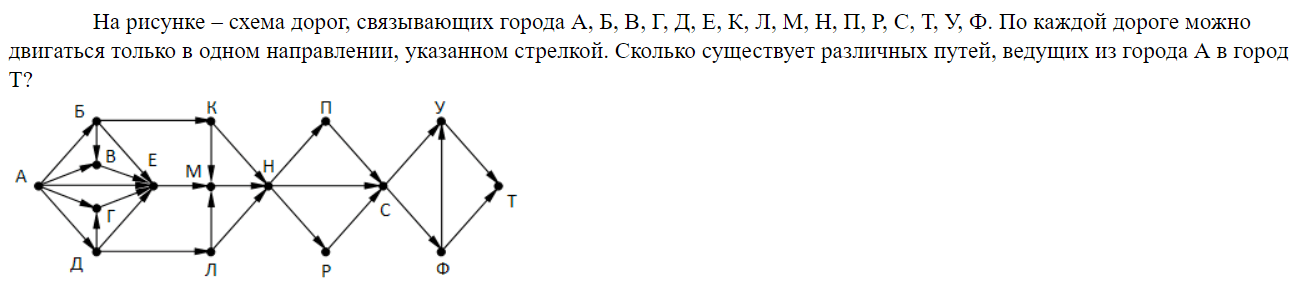 На рисунке – схема дорог, связывающих города А, Б, В, Г, Д, Е, К, Л, М, Н, П, Р, С, Т, У, Ф. По каждой дороге можно
двигаться только в одном направлении, указанном стрелкой. Сколько существует различных путей, ведущих из города А в город
Т?
Б К П У
В Е М Н
А
Г С Т
Д Л Р Ф